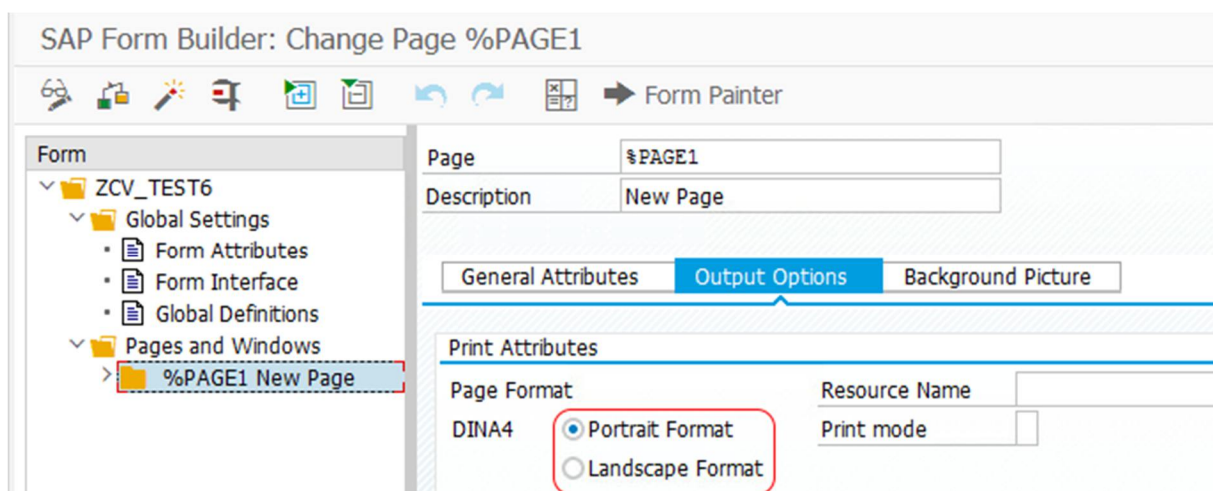 SAP Form Builder: Change Page %PAGE1
Form Painter
Form
ZCV_TEST6
Global Settings
Form Attributes
Form Interface
Global Definitions
Pages and Windows
%PAGE1 New Page
Page %PAGE1
Description New Page
General Attributes Output Options Background Picture
Print Attributes
Page Format Resource Name
DINA4 Portrait Format Print mode
Landscape Format